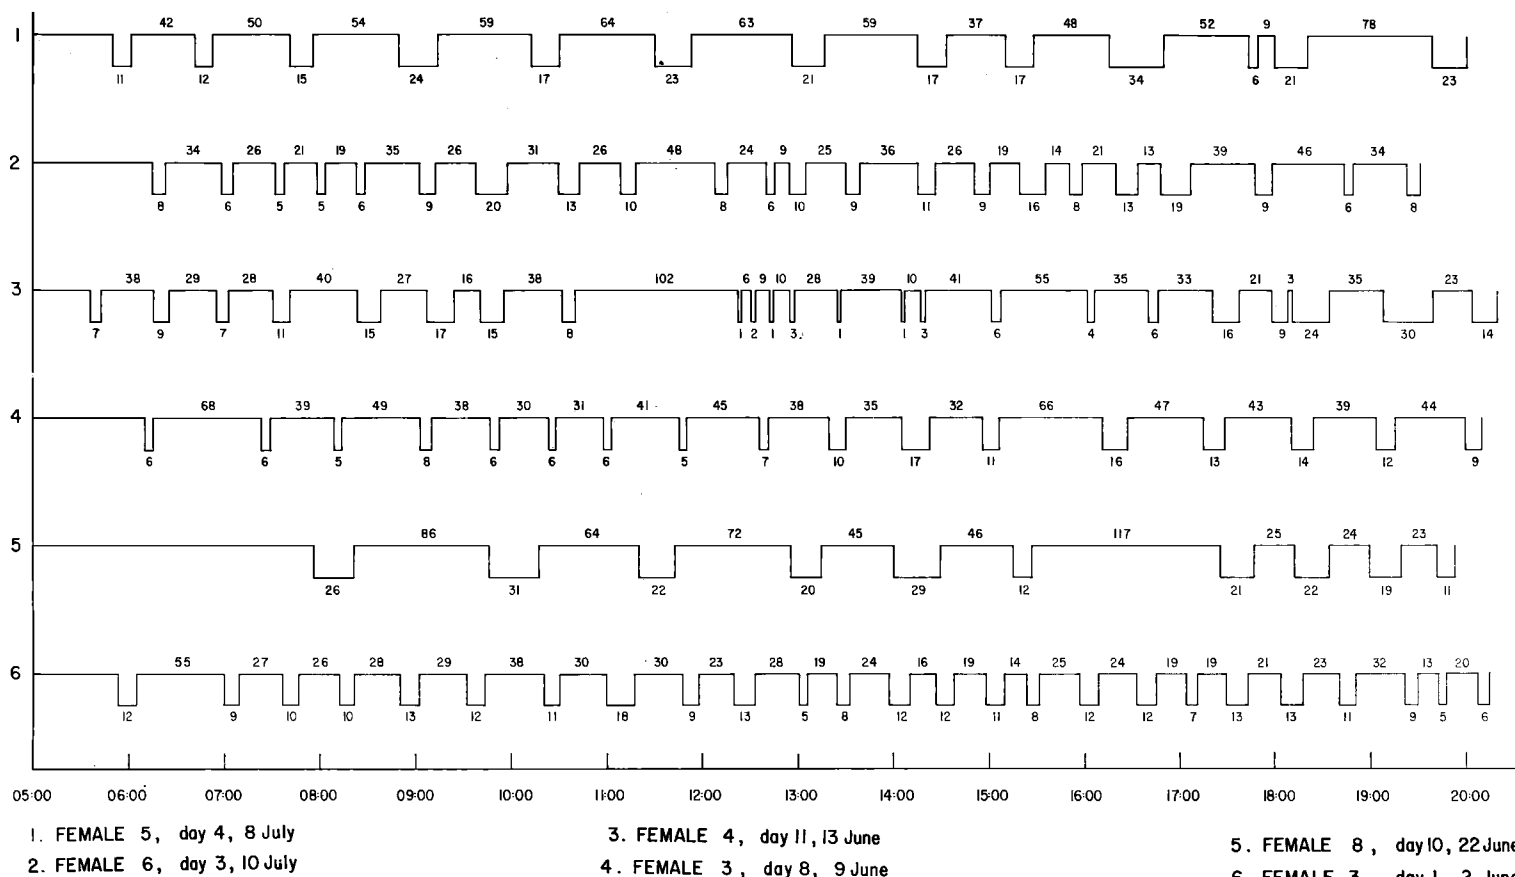 42 50 54 59 64 63 59 37 48 52 9 78
1
11 12 15 24 17 23 21 17 17 34 6 21 23
34 26 21 19 35 26 31 26 48 24 9 25 36 26 19 14 21 13 39 46 34
2
8 6 5 5 6 9 20 13 10 8 6 10 9 11 9 16 8 13 19 9 6 8
38 29 28 40 27 16 38 102 6 9 10 28 39 10 41 55 35 33 21 3 35 23
3
7 9 7 11 15 17 15 8 1 2 1 3 1 1 3 6 4 6 16 9 24 30 14
68 39 49 38 30 31 41 45 38 35 32 66 47 43 39 44
4
6 6 5 8 6 6 6 5 7 10 17 11 16 13 14 12 9
86 64 72 45 46 117 25 24 23
5
26 31 22 20 29 12 21 22 19 11
55 27 26 28 29 38 30 30 23 28 19 24 16 19 14 25 24 19 19 21 23 32 13 20
6
12 9 10 10 13 12 11 18 9 13 5 8 12 12 11 8 12 12 7 13 13 11 9 5 6
05:00 06:00 07:00 08:00 09:00 10:00 11:00 12:00 13:00 14:00 15:00 16:00 17:00 18:00 19:00 20:00
1. FEMALE 5, day 4, 8 July
2. FEMALE 6, day 3, 10 July
3. FEMALE 4, day 11, 13 June
4. FEMALE 3, day 8, 9 June
5. FEMALE 8, day 10, 22 June
6. FEMALE 3, day 1, 2 June